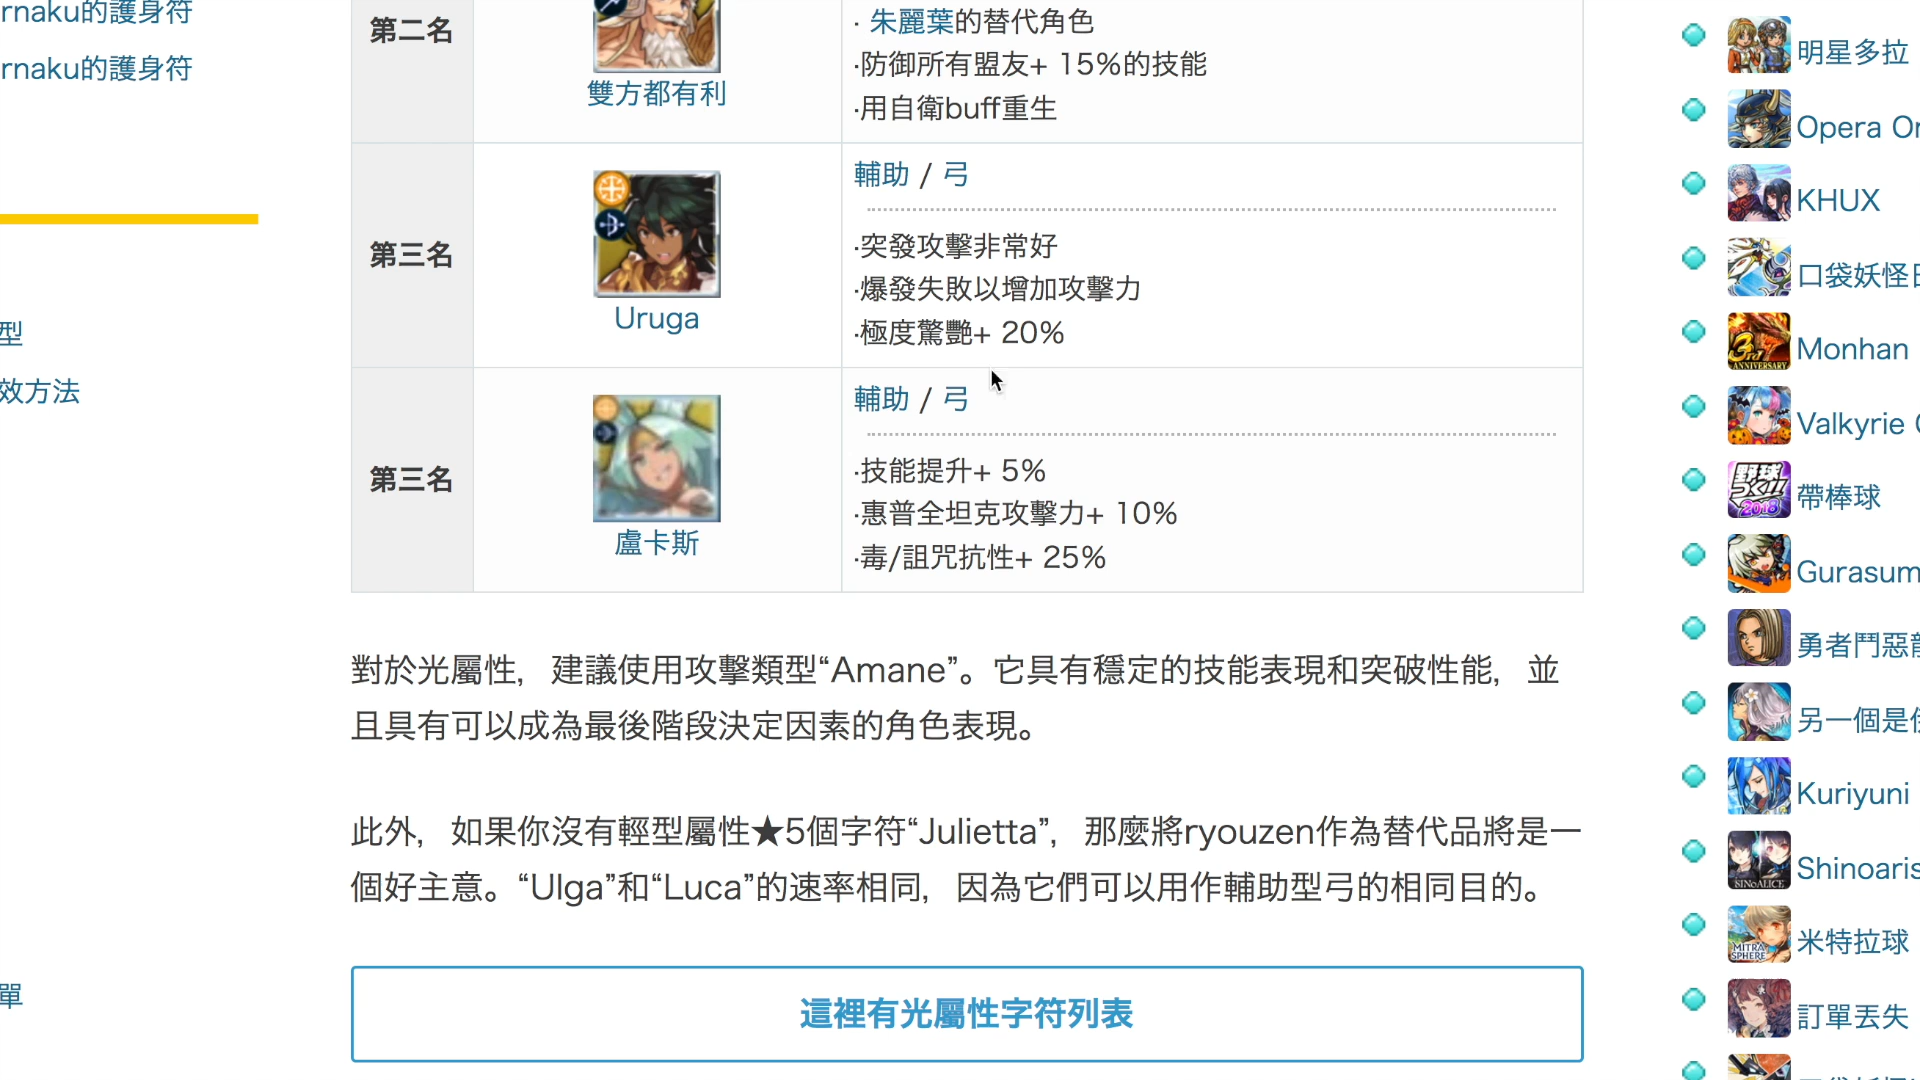 rnaku的護身符
rnaku的護身符
型
效方法
單
第二名
雙方都有利
· 朱麗葉的替代角色
·防御所有盟友+ 15%的技能
·用自衛buff重生
第三名
Uruga
輔助 / 弓
·突發攻擊非常好
·爆發失敗以增加攻擊力
·極度驚艷+ 20%
第三名
盧卡斯
輔助 / 弓
·技能提升+ 5%
·惠普全坦克攻擊力+ 10%
·毒/詛咒抗性+ 25%
對於光屬性，建議使用攻擊類型“Amane”。它具有穩定的技能表現和突破性能，並
且具有可以成為最後階段決定因素的角色表現。
此外，如果你沒有輕型屬性★5個字符“Julietta”，那麼將ryouzen作為替代品將是一
個好主意。“Ulga”和“Luca”的速率相同，因為它們可以用作輔助型弓的相同目的。
這裡有光屬性字符列表
明星多拉
Opera Or
KHUX
口袋妖怪
3rd
ANNIVERSARY
Monhan
Valkyrie
野球
つく!!
2018
帶棒球
Gurasum
勇者鬥惡
另一個是
Kuriyuni
SINoALICE
Shinoaris
MITRA
SPHERE
米特拉球
訂單丟失